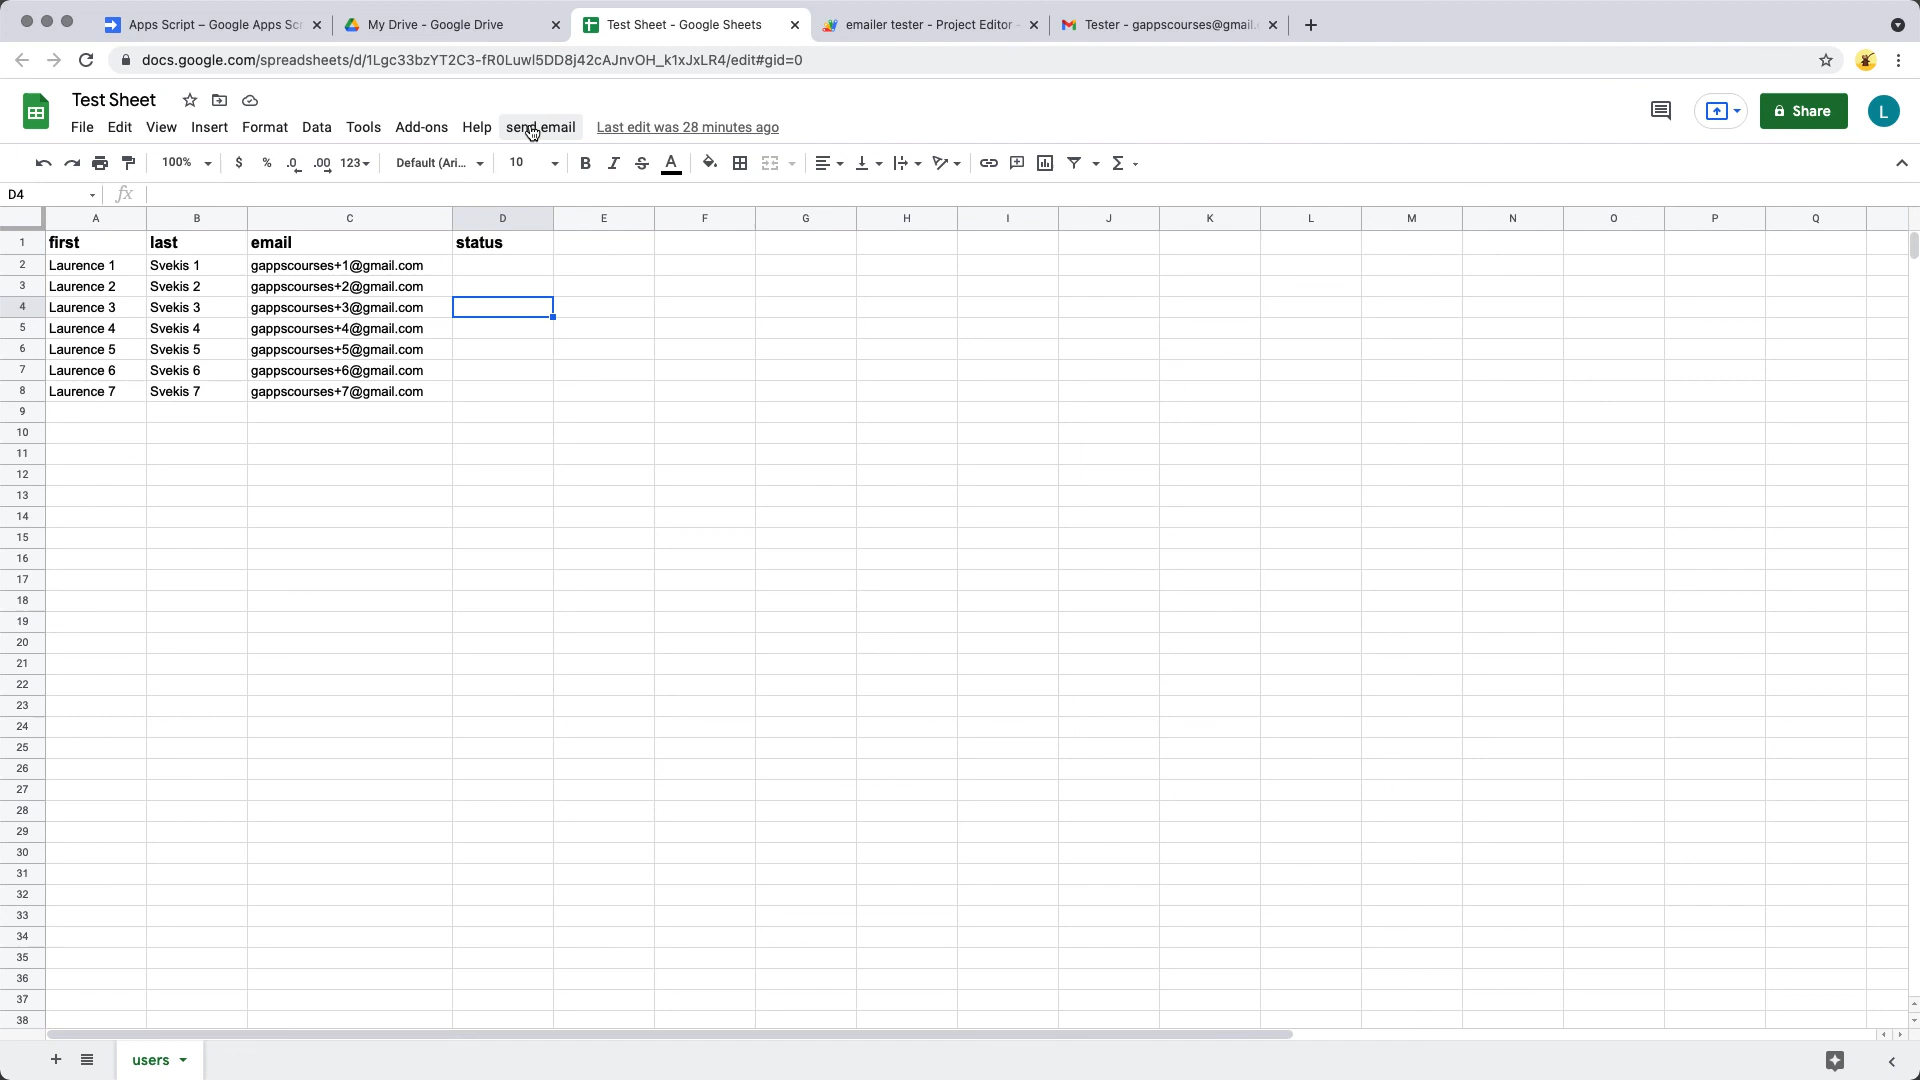 Apps Script – Google Apps Sc
My Drive - Google Drive
Test Sheet - Google Sheets
emailer tester - Project Editor -
Tester - gappscourses@gmail.
docs.google.com/spreadsheets/d/1Lgc33bzYT2C3-fR0Luwl5DD8j42cAJnvOH_k1xJxLR4/edit#gid=0
Test Sheet
File Edit View Insert Format Data Tools Add-ons Help send email Last edit was 28 minutes ago
Share
L
100% $ % .0 .00 123 Default (Ari... 10 B I S A Σ
D4 fx
A B C D E F G H I J K L M N O P Q
1 first last email status
2 Laurence 1 Svekis 1 gappscourses+1@gmail.com
3 Laurence 2 Svekis 2 gappscourses+2@gmail.com
4 Laurence 3 Svekis 3 gappscourses+3@gmail.com
5 Laurence 4 Svekis 4 gappscourses+4@gmail.com
6 Laurence 5 Svekis 5 gappscourses+5@gmail.com
7 Laurence 6 Svekis 6 gappscourses+6@gmail.com
8 Laurence 7 Svekis 7 gappscourses+7@gmail.com
9
10
11
12
13
14
15
16
17
18
19
20
21
22
23
24
25
26
27
28
29
30
31
32
33
34
35
36
37
38
users